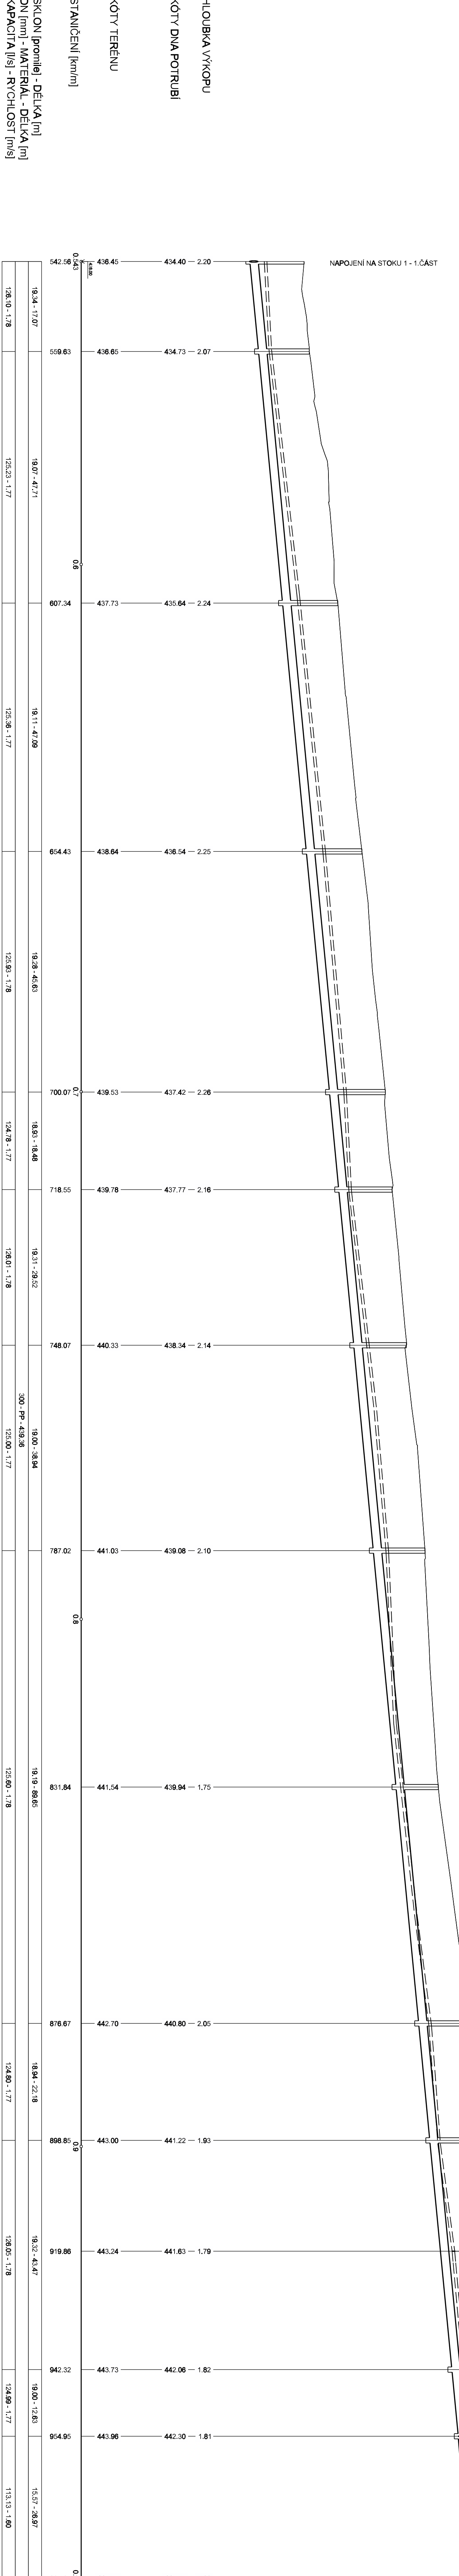 HLOUBKA VÝKOPU
KÓTY DNA POTRUBÍ
KÓTY TERÉNU
STANIČENÍ [km/m]
SKLON [promile] - DÉLKA [m]
DN [mm] - MATERIÁL - DÉLKA [m]
KAPACITA [l/s] - RYCHLOST [m/s]
NAPOJENÍ NA STOKU 1 - 1.ČÁST
2.20
2.07
2.24
2.25
2.26
2.16
2.14
2.10
1.75
2.05
1.93
1.79
1.82
1.81
434.40
434.73
435.64
436.54
437.42
437.77
438.34
439.08
439.94
440.80
441.22
441.63
442.06
442.30
436.45
436.65
437.73
438.64
439.53
439.78
440.33
441.03
441.54
442.70
443.00
443.24
443.73
443.96
0.543
0.6
0.7
0.8
0.9
542.56
559.63
607.34
654.43
700.07
718.55
748.07
787.02
831.84
876.67
898.85
919.86
942.32
954.95
19.34 - 17.07
19.07 - 47.71
19.11 - 47.09
19.28 - 45.63
18.93 - 18.48
19.31 - 29.52
19.00 - 38.94
19.19 - 89.65
18.94 - 22.18
19.32 - 43.47
19.00 - 12.63
15.57 - 26.97
300 - PP - 439.36
126.10 - 1.78
125.23 - 1.77
125.36 - 1.77
125.93 - 1.78
124.78 - 1.77
126.01 - 1.78
125.00 - 1.77
125.60 - 1.78
124.80 - 1.77
126.05 - 1.78
124.99 - 1.77
113.13 - 1.60